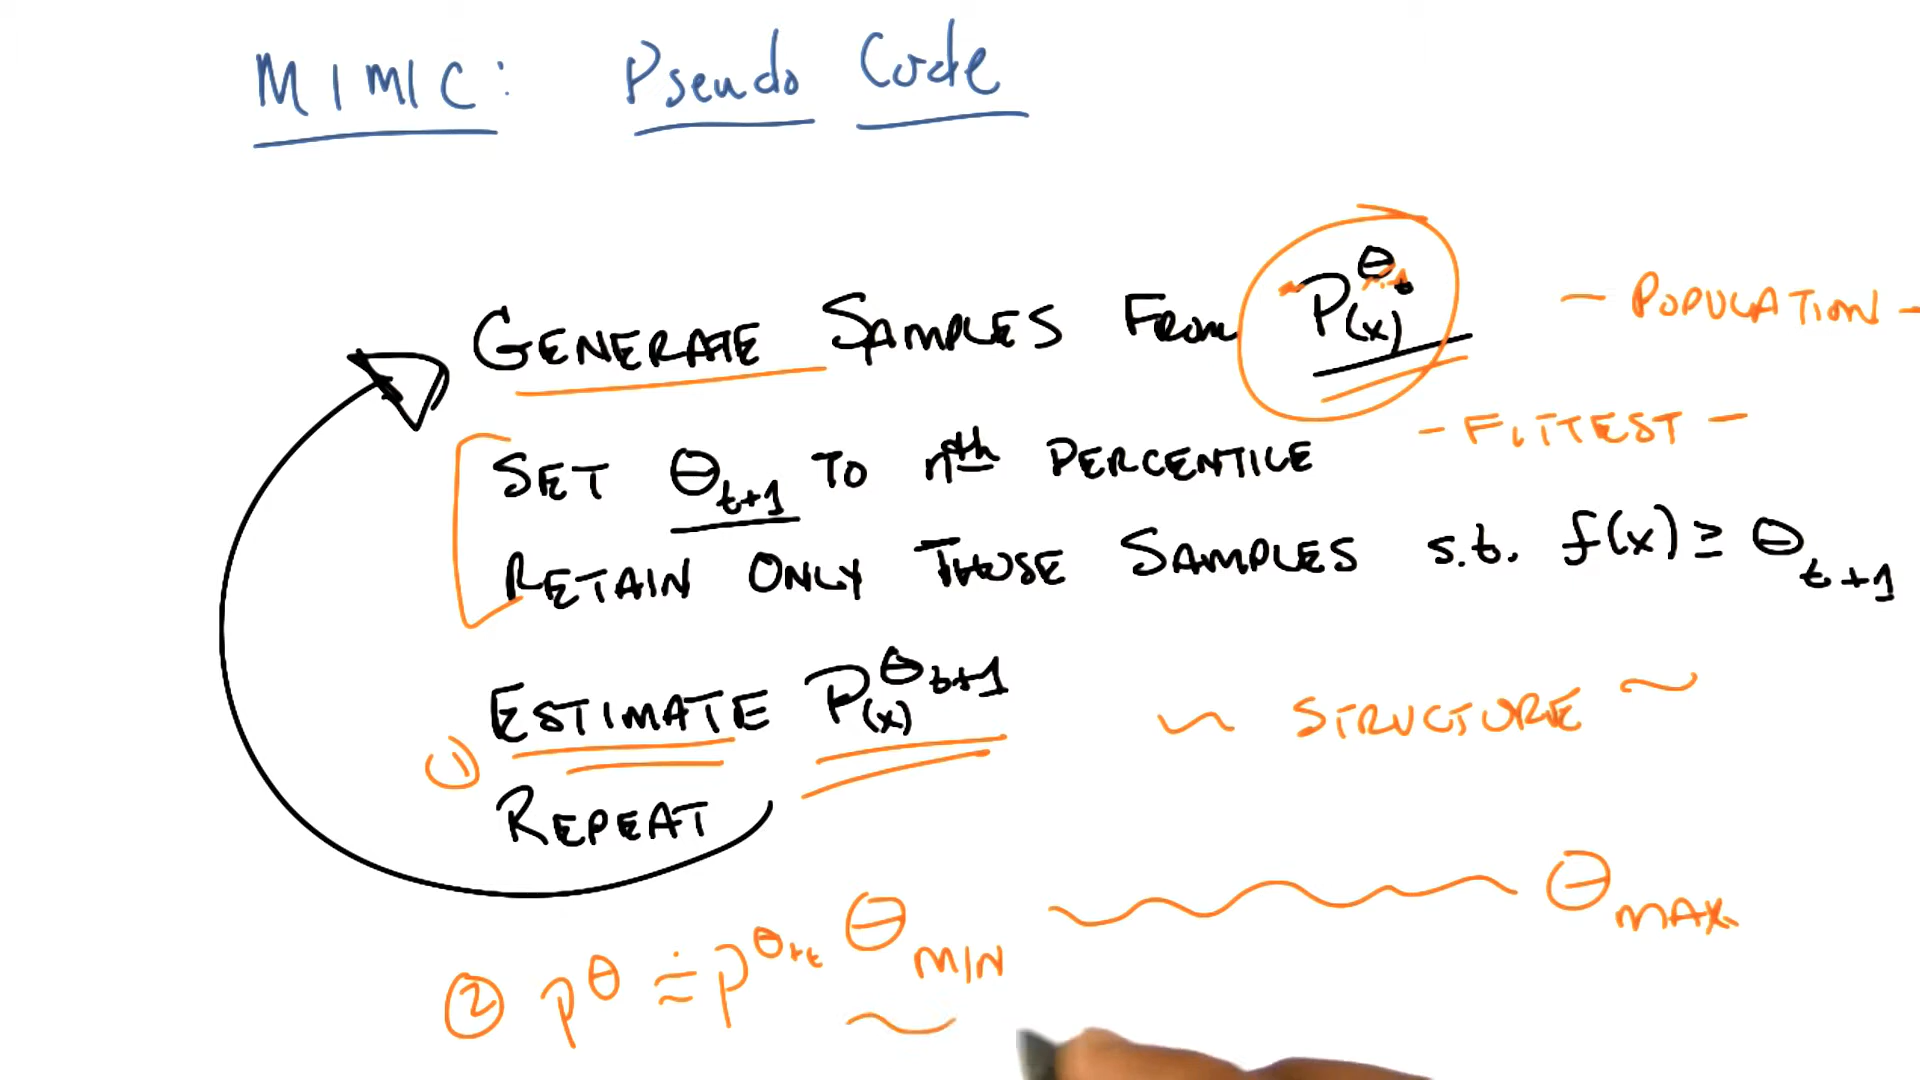 MIMIC: Pseudo Code
GENERATE SAMPLES FROM P(x)^θt - POPULATION -
SET θt+1 TO nth PERCENTILE - FITTEST -
RETAIN ONLY THOSE SAMPLES s.t. f(x) ≥ θt+1
ESTIMATE P(x)^θt+1 ~ STRUCTURE ~
①
REPEAT
θMIN θMAX
② P^θ ≈ P^θ+ε